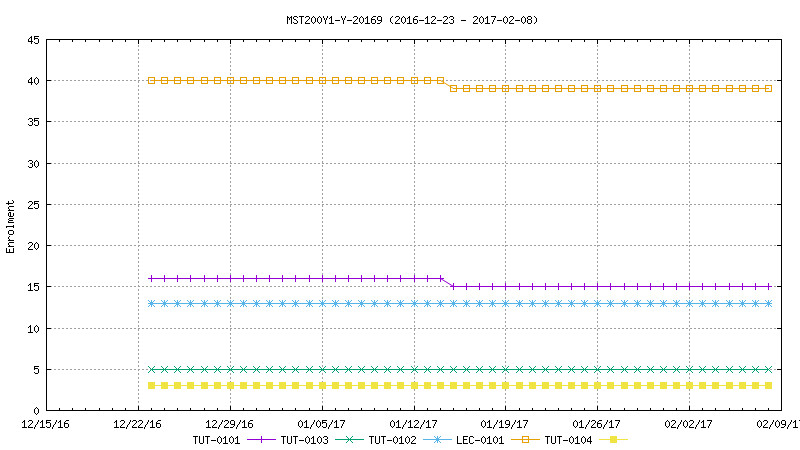 MST200Y1-Y-20169 (2016-12-23 - 2017-02-08)
45
40
35
30
25
20
15
10
5
0
Enrolment
12/15/16 12/22/16 12/29/16 01/05/17 01/12/17 01/19/17 01/26/17 02/02/17 02/09/1
TUT-0101 TUT-0103 TUT-0102 LEC-0101 TUT-0104